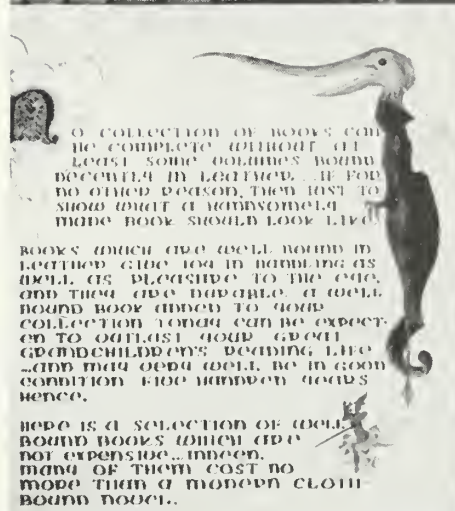 NO COLLECTION OF BOOKS CAN
BE COMPLETE WITHOUT AT
LEAST SOME VOLUMES BOUND
DECENTLY IN LEATHER... IF FOR
NO OTHER REASON, THEN JUST TO
SHOW WHAT A HANDSOMELY
MADE BOOK SHOULD LOOK LIKE.
BOOKS WHICH ARE WELL BOUND IN
LEATHER GIVE JOY IN HANDLING AS
WELL AS PLEASURE TO THE EYE,
AND THEY ARE DURABLE. A WELL
BOUND BOOK ADDED TO YOUR
COLLECTION TODAY CAN BE EXPECT-
ED TO OUTLAST YOUR GREAT
GRANDCHILDREN'S READING LIFE
...AND MAY VERY WELL BE IN GOOD
CONDITION FIVE HUNDRED YEARS
HENCE.
HERE IS A SELECTION OF WELL
BOUND BOOKS WHICH ARE
NOT EXPENSIVE... INDEED,
MANY OF THEM COST NO
MORE THAN A MODERN CLOTH
BOUND NOVEL.